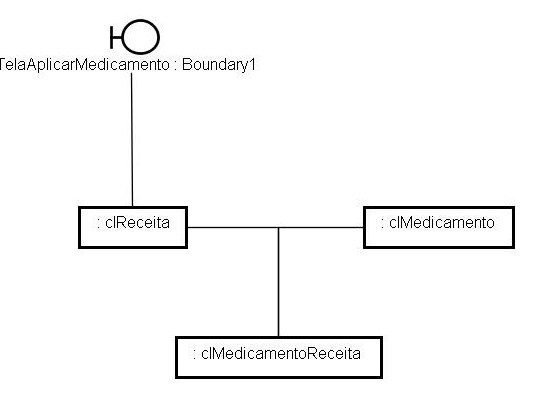 TelaAplicarMedicamento : Boundary1
: clReceita
: clMedicamento
: clMedicamentoReceita